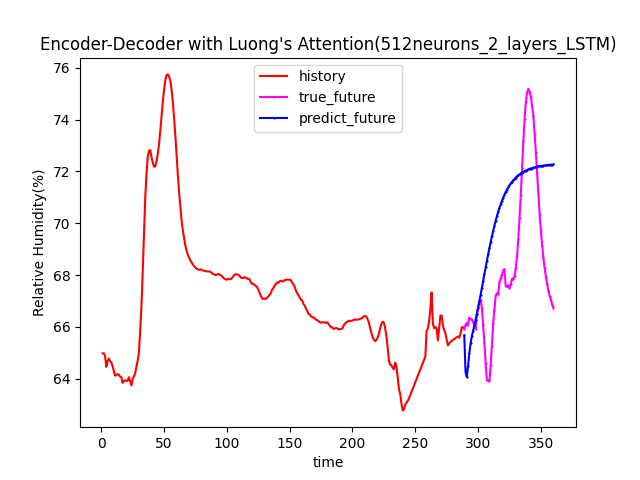 Encoder-Decoder with Luong's Attention(512neurons_2_layers_LSTM)
history
true_future
predict_future
Relative Humidity(%)
76
74
72
70
68
66
64
0
50
100
150
200
250
300
350
time